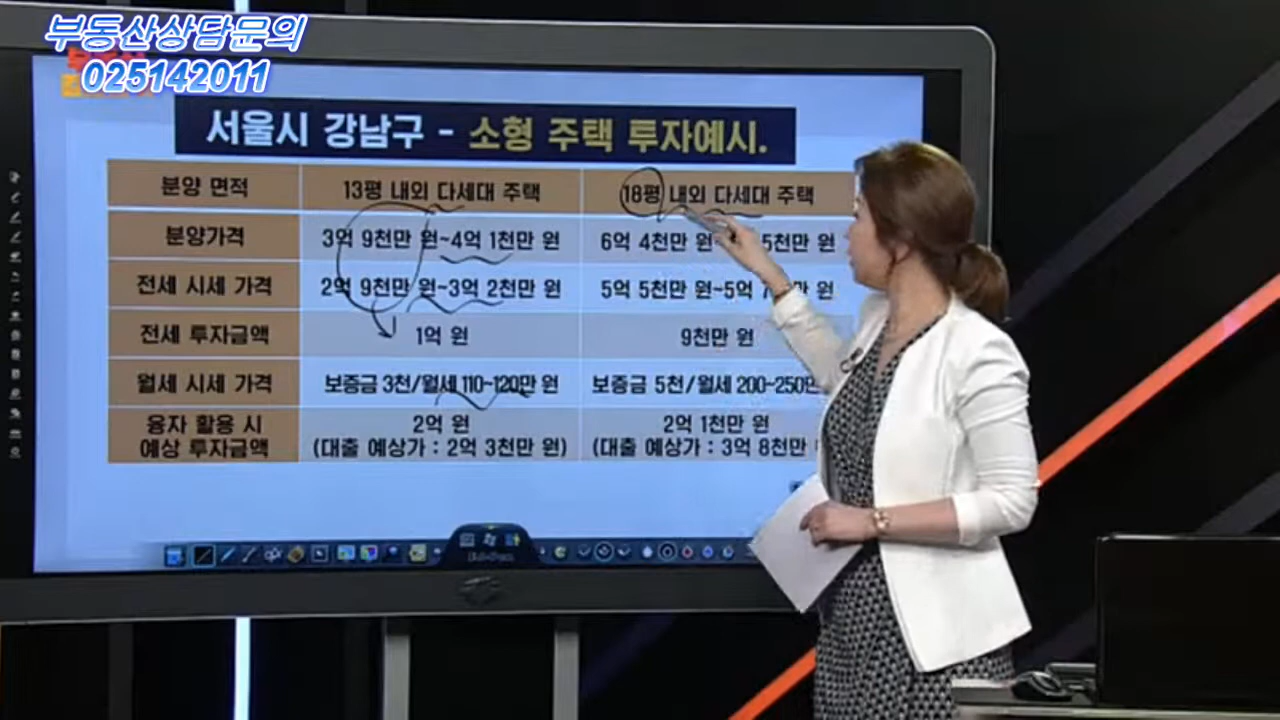 부동산상담문의
025142011
서울시 강남구 - 소형 주택 투자예시.
분양 면적 13평 내외 다세대 주택 18평 내외 다세대 주택
분양가격 3억 9천만 원~4억 1천만 원 6억 4천만 원 5천만 원
전세 시세 가격 2억 9천만 원~3억 2천만 원 5억 5천만 원~5억 원
전세 투자금액 1억 원 9천만 원
월세 시세 가격 보증금 3천/월세 110~120만 원 보증금 5천/월세 200~250만
융자 활용 시 2억 원 2억 1천만 원
예상 투자금액 (대출 예상가 : 2억 3천만 원) (대출 예상가 : 3억 8천만